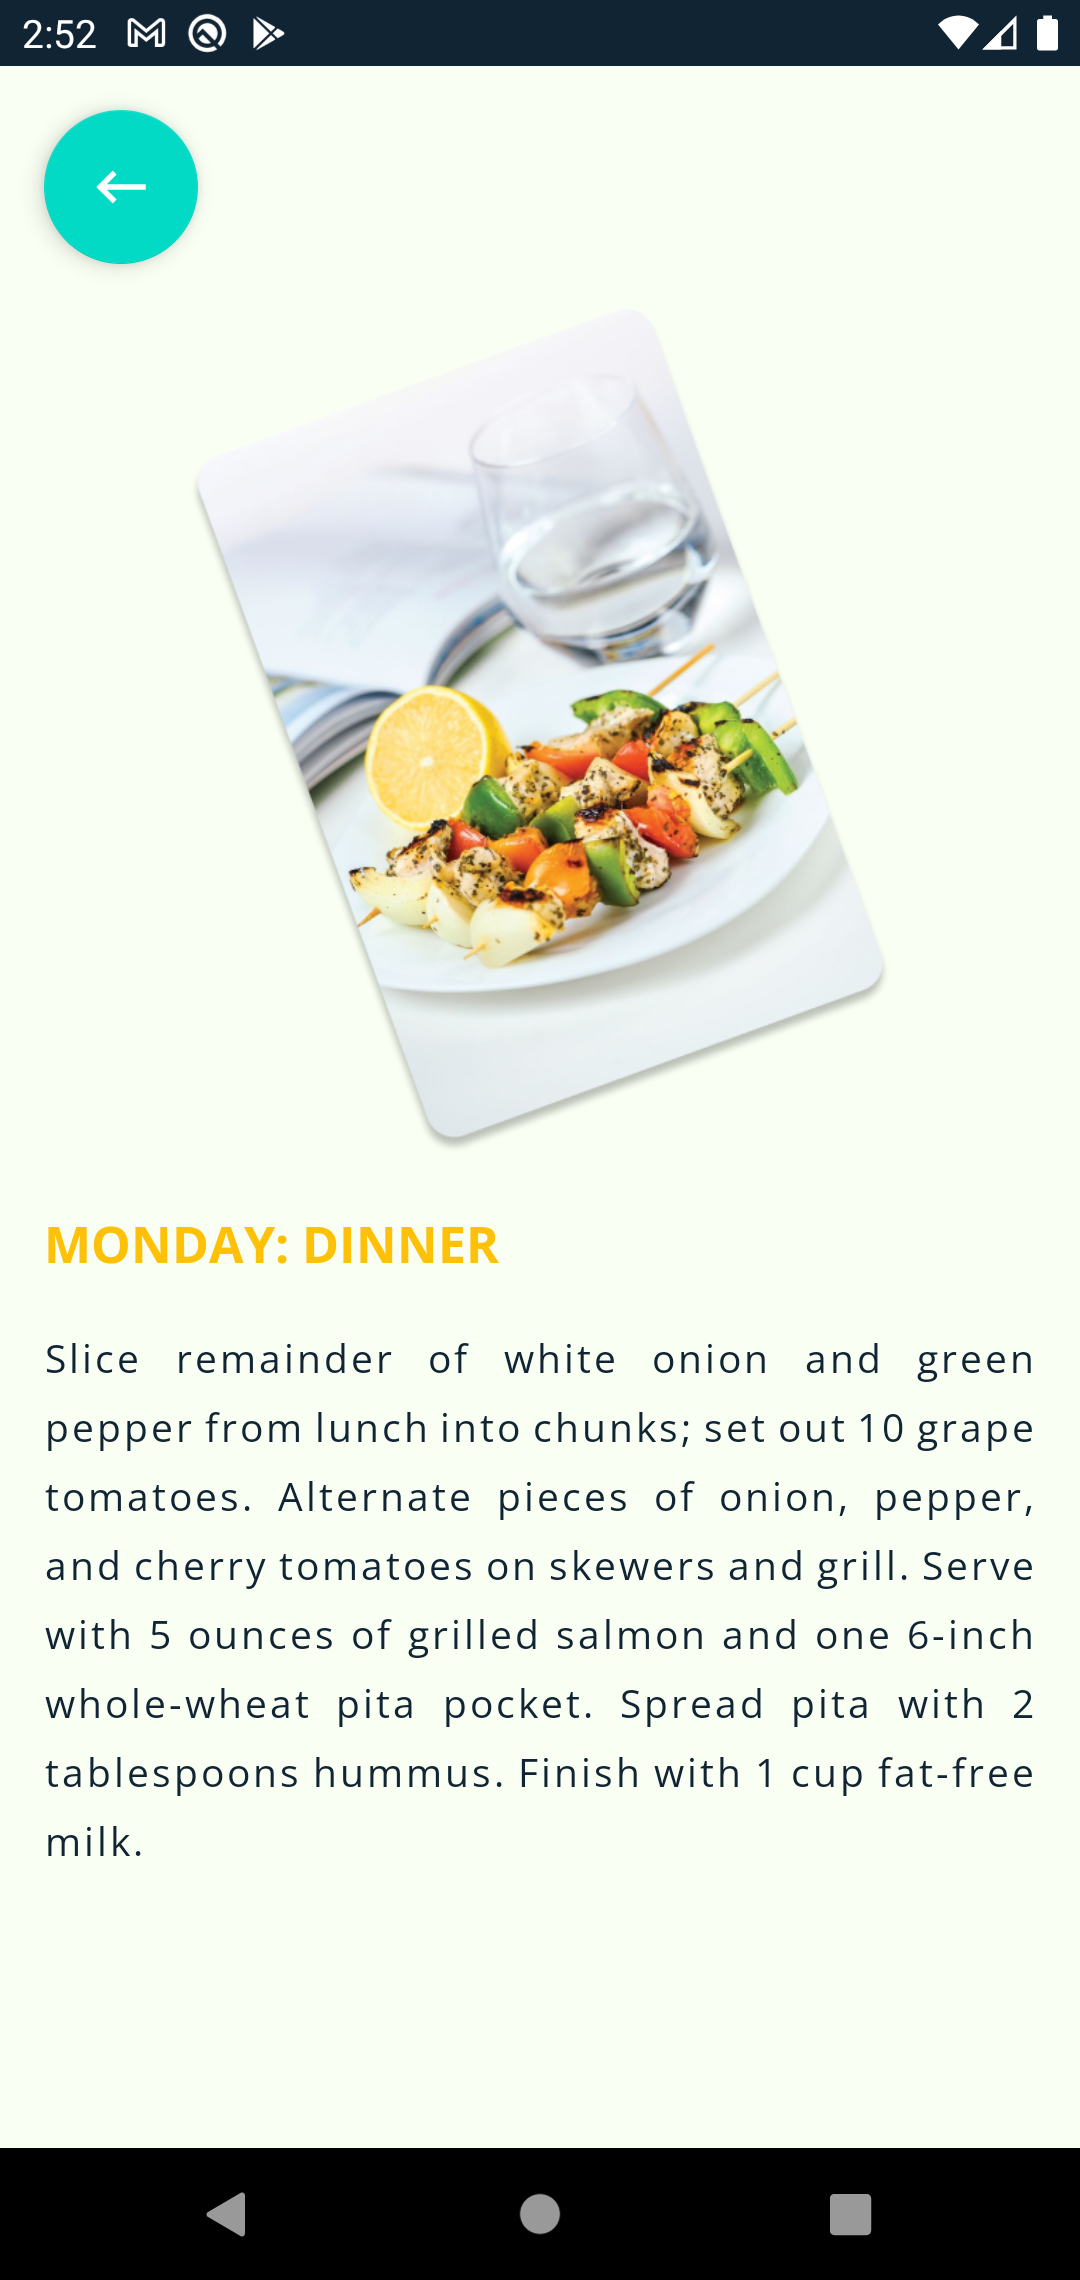 2:52
MONDAY: DINNER
Slice remainder of white onion and green
pepper from lunch into chunks; set out 10 grape
tomatoes. Alternate pieces of onion, pepper,
and cherry tomatoes on skewers and grill. Serve
with 5 ounces of grilled salmon and one 6-inch
whole-wheat pita pocket. Spread pita with 2
tablespoons hummus. Finish with 1 cup fat-free
milk.